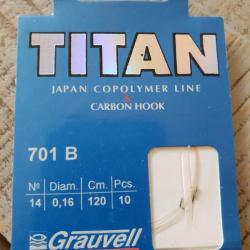 TITAN
JAPAN COPOLYMER LINE
&
CARBON HOOK
701 B
Nº Diam. Cm. Pcs.
14 0,16 120 10
Grauvell